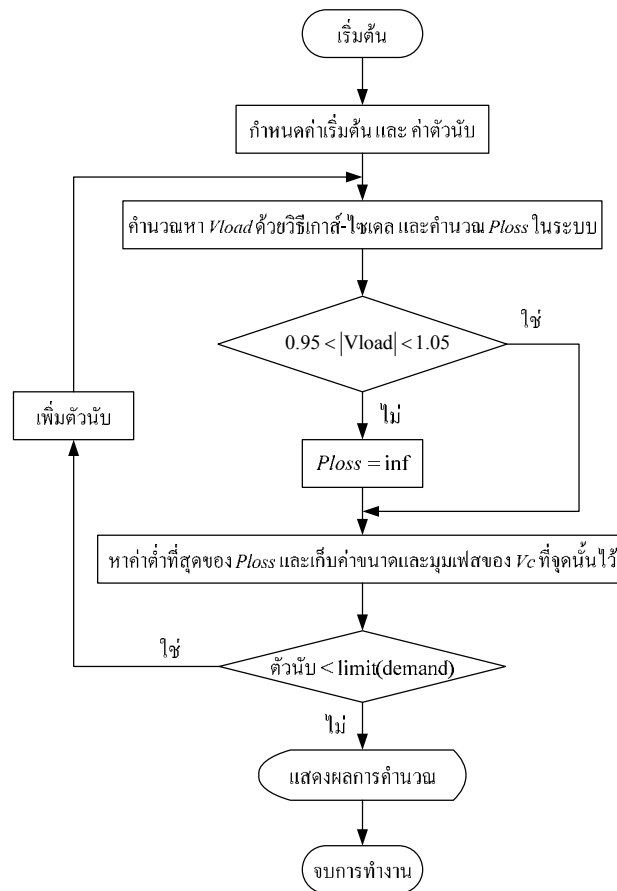 เริ่มต้น
กำหนดค่าเริ่มต้น และ ค่าตัวนับ
คำนวณหา Vload ด้วยวิธีเกาส์-ไซเดล และคำนวณ Ploss ในระบบ
ใช่
0.95 < |Vload| < 1.05
เพิ่มตัวนับ
ไม่
Ploss = inf
หาค่าต่ำที่สุดของ Ploss และเก็บค่าขนาดและมุมเฟสของ Vc ที่จุดนั้นไว้
ใช่
ตัวนับ < limit(demand)
ไม่
แสดงผลการคำนวณ
จบการทำงาน